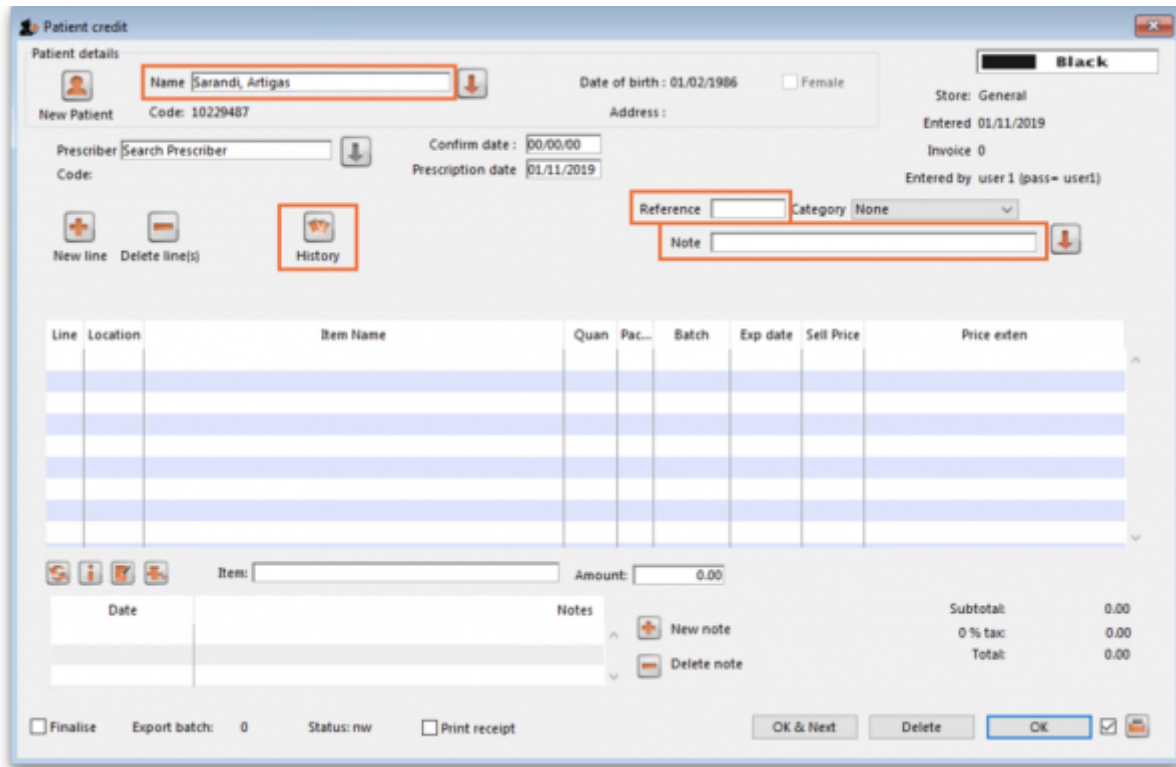 Patient credit
Patient details
Black
Name Sarandi, Artigas
Date of birth : 01/02/1986
Female
New Patient
Code: 10229487
Address :
Store: General
Entered 01/11/2019
Prescriber Search Prescriber
Confirm date : 00/00/00
Invoice 0
Code:
Prescription date 01/11/2019
Entered by user 1 (pass= user1)
Reference
Category None
New line Delete line(s) History
Note
Line Location Item Name Quan Pac... Batch Exp date Sell Price Price exten
Item:
Amount: 0.00
Date Notes
New note
Delete note
Subtotal: 0.00
0 % tax: 0.00
Total: 0.00
Finalise Export batch: 0 Status: nw Print receipt OK & Next Delete OK